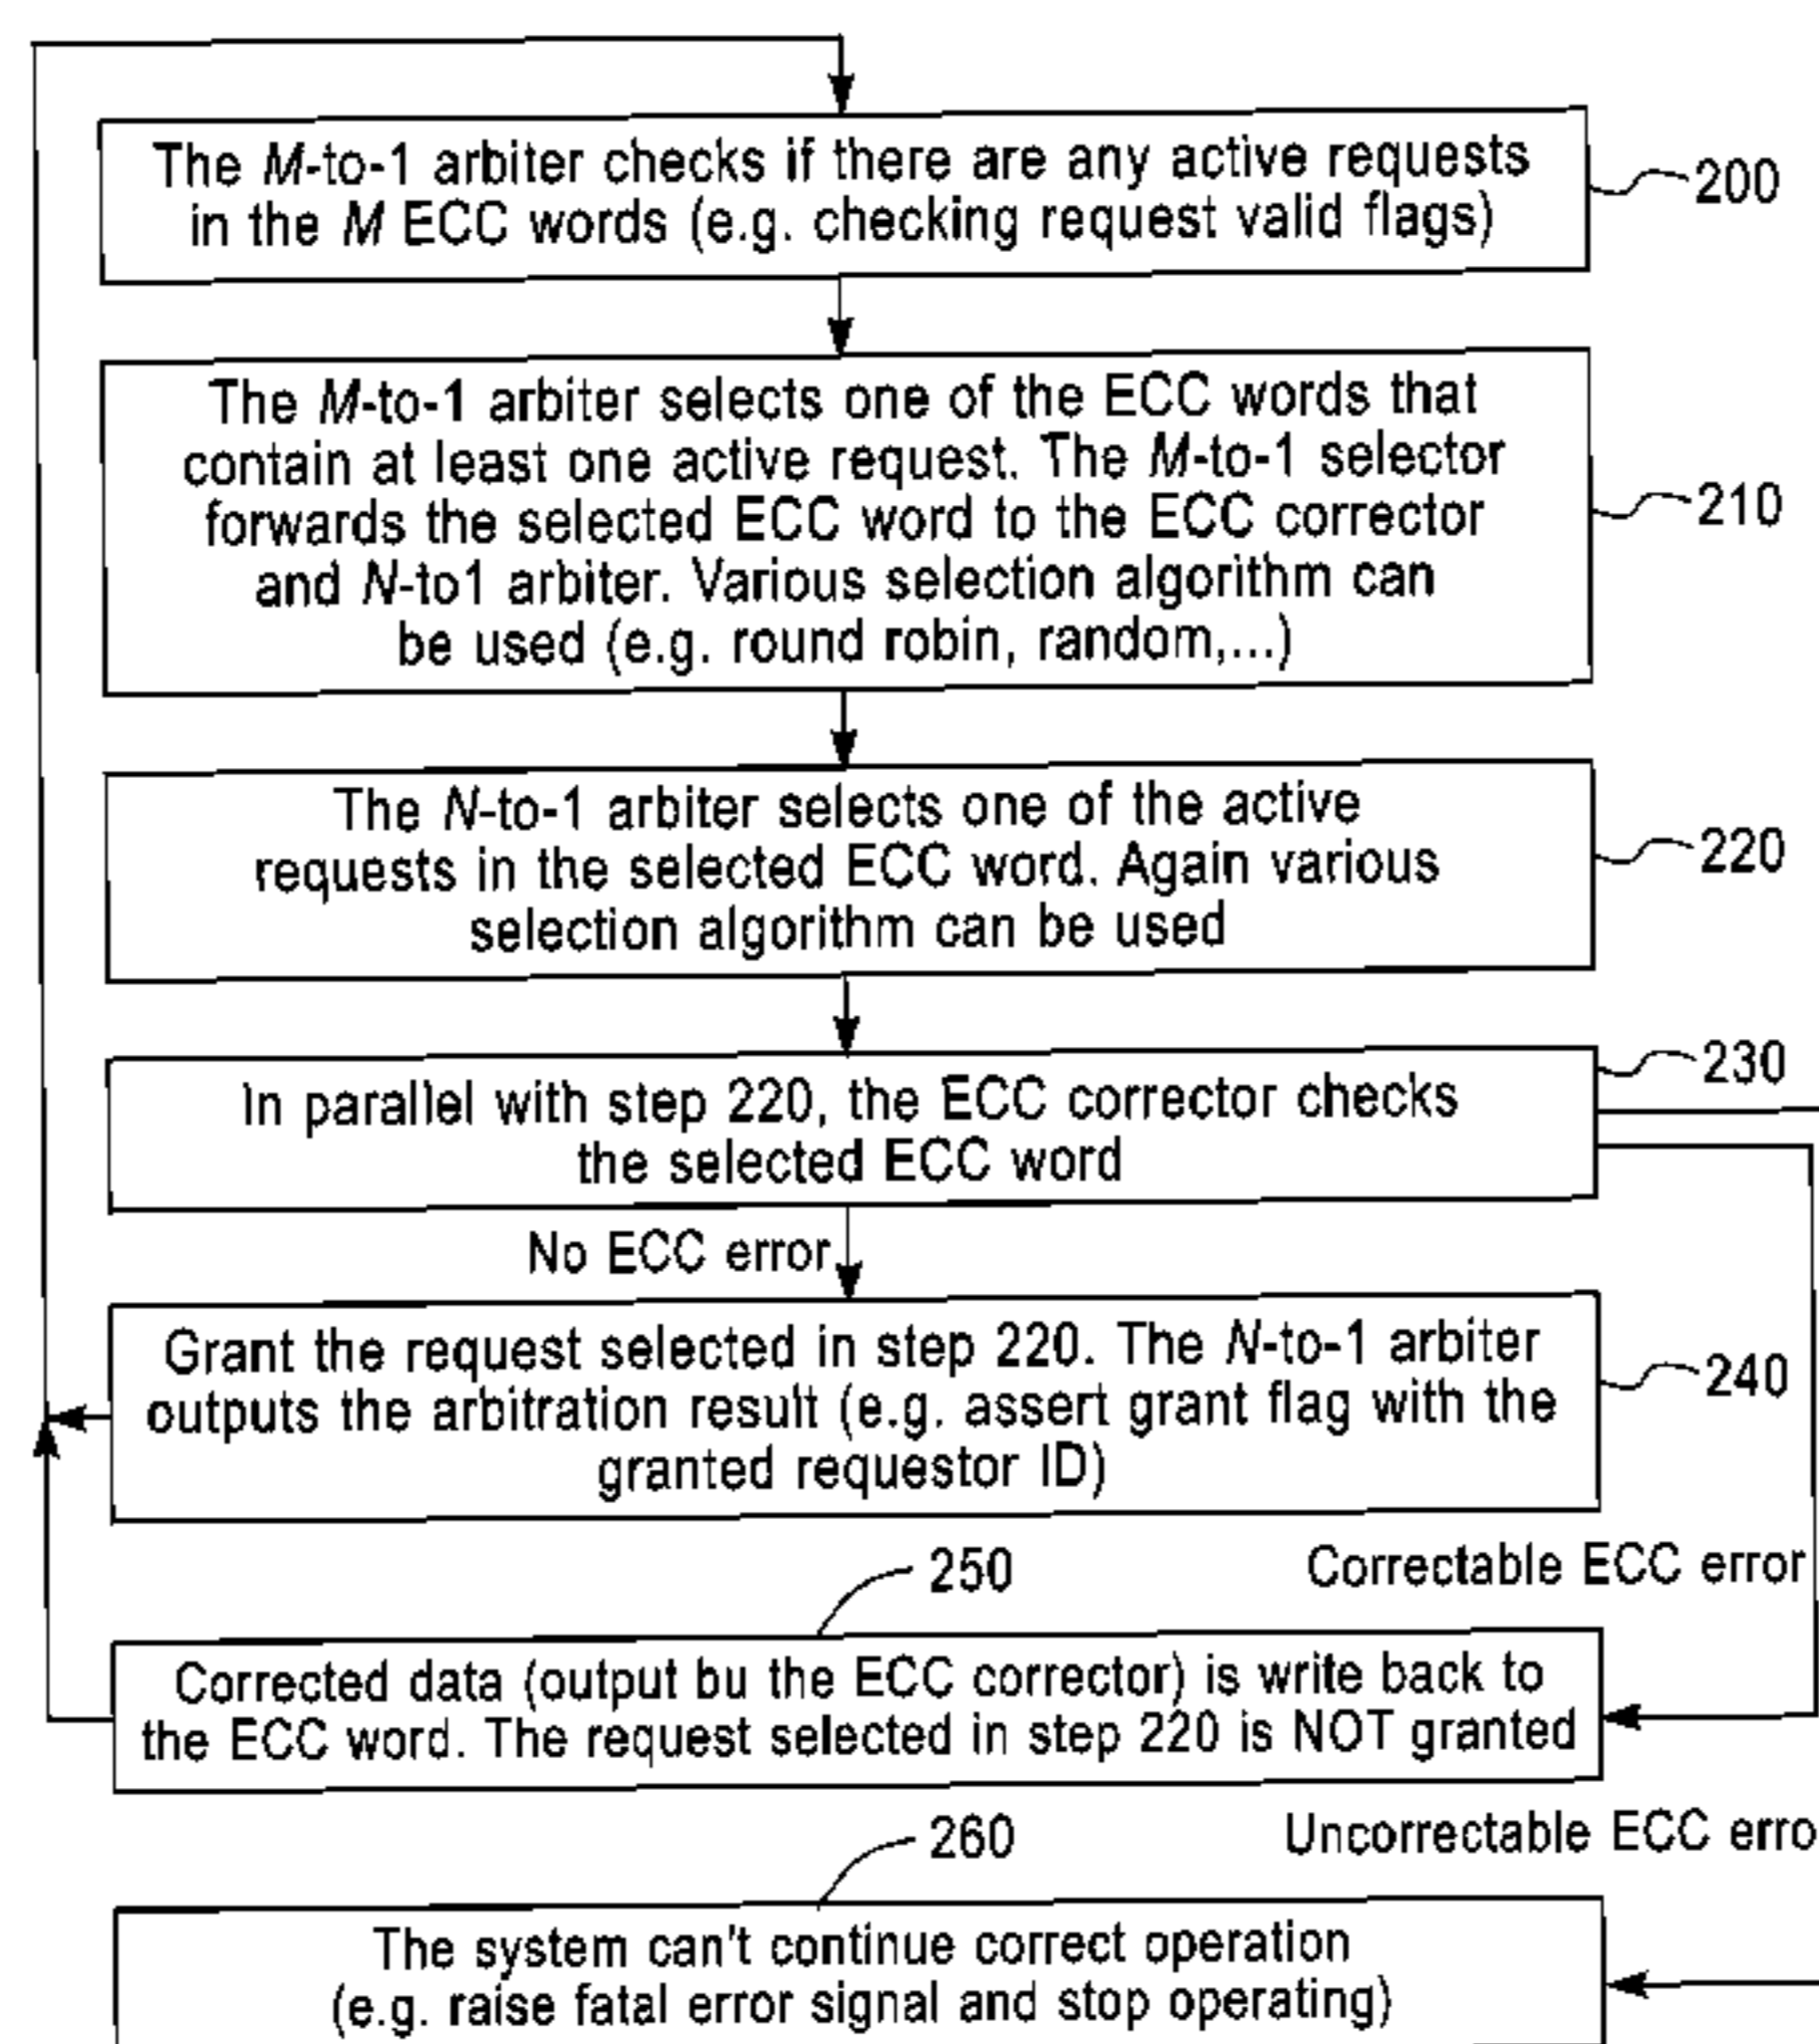 The M-to-1 arbiter checks if there are any active requests
in the M ECC words (e.g. checking request valid flags)
200
The M-to-1 arbiter selects one of the ECC words that
contain at least one active request. The M-to-1 selector
forwards the selected ECC word to the ECC corrector
and N-to1 arbiter. Various selection algorithm can
be used (e.g. round robin, random,...)
210
The N-to-1 arbiter selects one of the active
requests in the selected ECC word. Again various
selection algorithm can be used
220
In parallel with step 220, the ECC corrector checks
the selected ECC word
230
No ECC error
Grant the request selected in step 220. The N-to-1 arbiter
outputs the arbitration result (e.g. assert grant flag with the
granted requestor ID)
240
250
Correctable ECC error
Corrected data (output bu the ECC corrector) is write back to
the ECC word. The request selected in step 220 is NOT granted
260
Uncorrectable ECC erro
The system can't continue correct operation
(e.g. raise fatal error signal and stop operating)